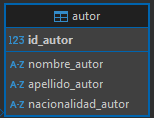 autor
123 id_autor
A-Z nombre_autor
A-Z apellido_autor
A-Z nacionalidad_autor